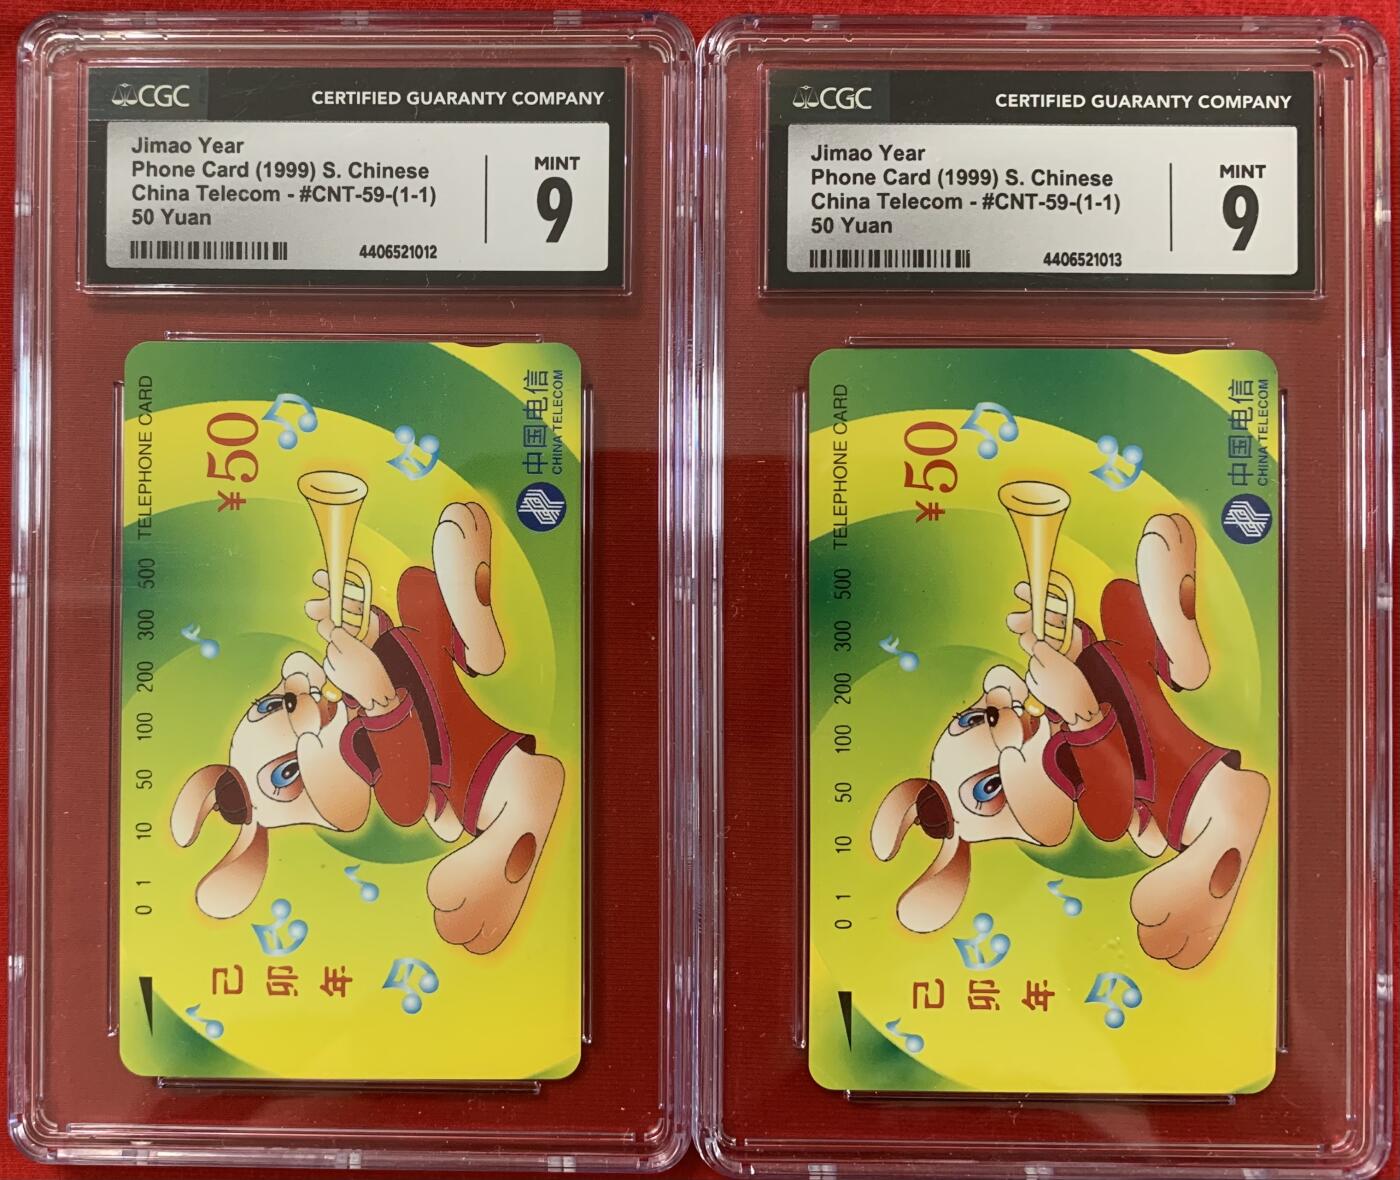 CGC
CERTIFIED GUARANTY COMPANY
Jimao Year
Phone Card (1999) S. Chinese
China Telecom - #CNT-59-(1-1)
50 Yuan
MINT
9
4406521012
TELEPHONE CARD
0 1 10 50 100 200 300 500
¥50
中国电信
CHINA TELECOM
己卯年
CGC
CERTIFIED GUARANTY COMPANY
Jimao Year
Phone Card (1999) S. Chinese
China Telecom - #CNT-59-(1-1)
50 Yuan
MINT
9
4406521013
TELEPHONE CARD
0 1 10 50 100 200 300 500
¥50
中国电信
CHINA TELECOM
己卯年